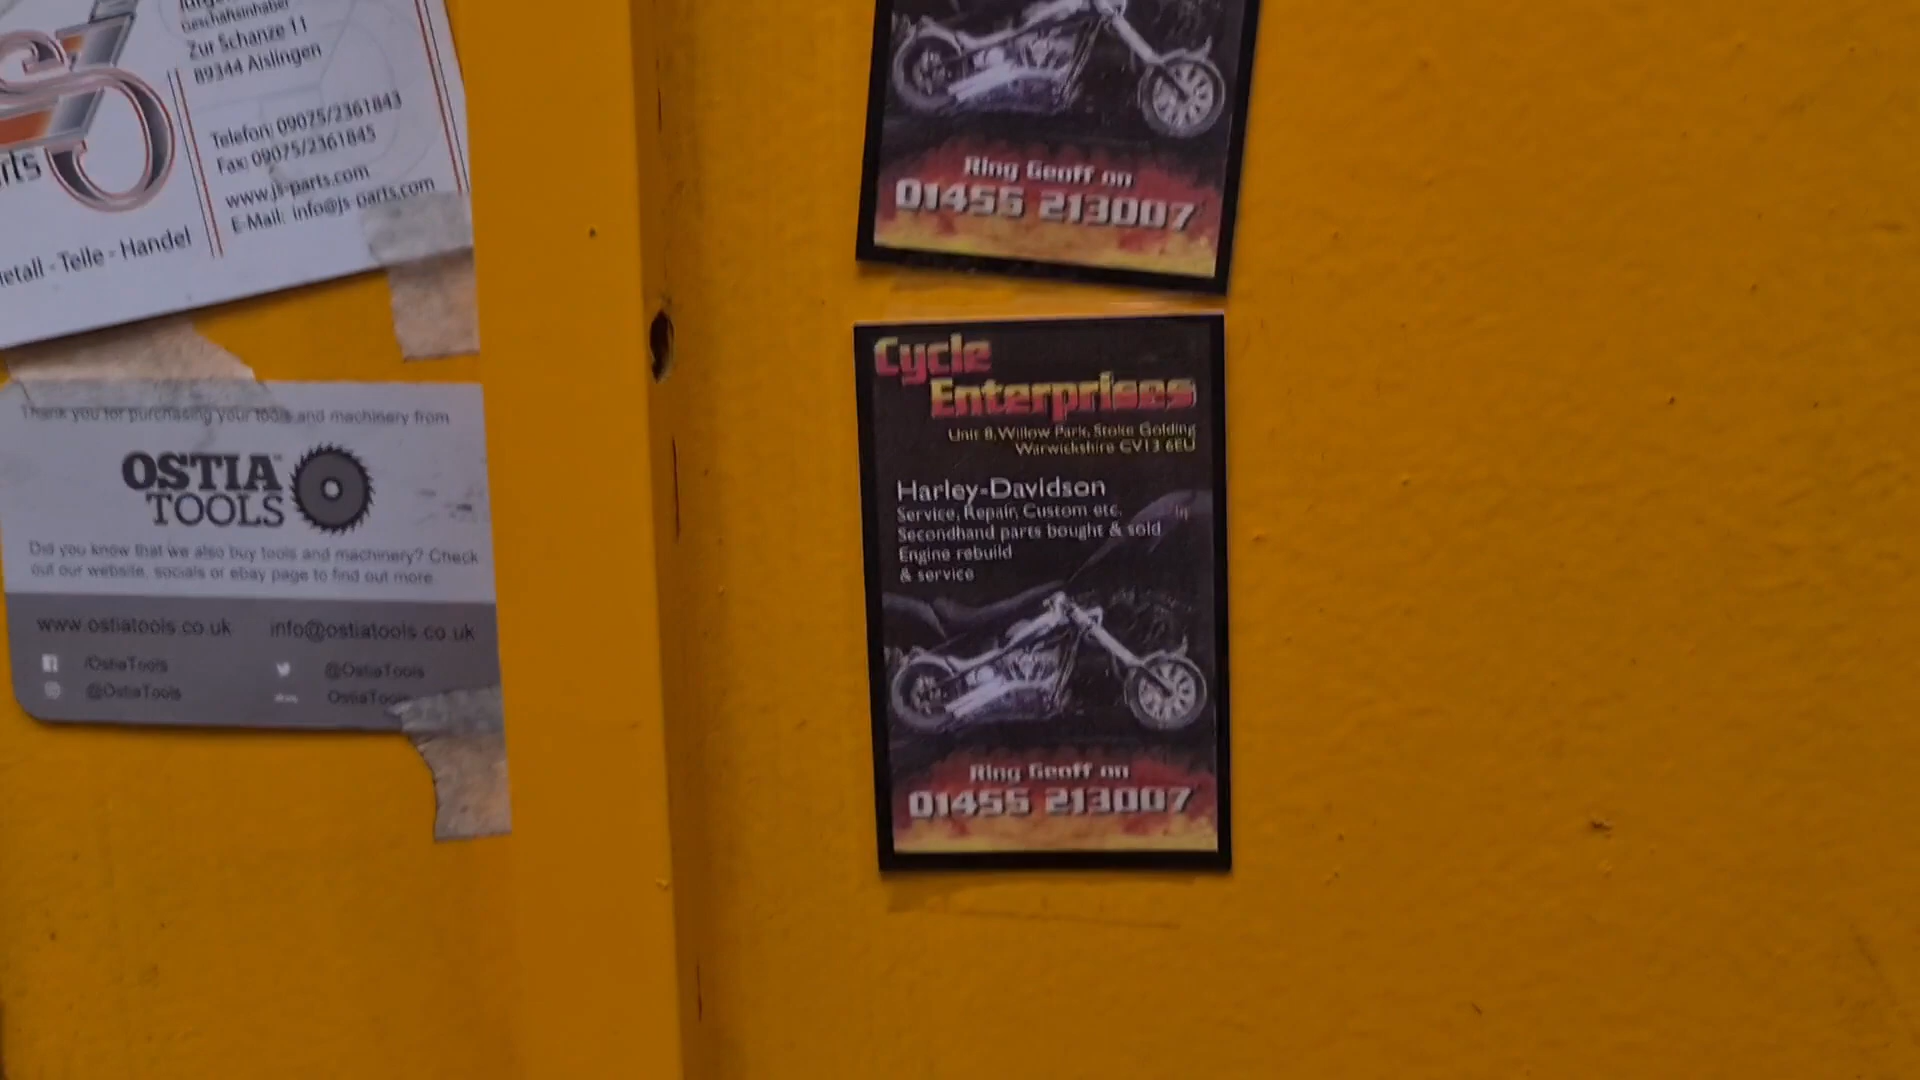 Geschäftsinhaber
Zur Schanze 11
89344 Aislingen
Telefon: 09075/2361843
Fax: 09075/2361845
www.js-parts.com
E-Mail: info@js-parts.com
- Teile - Handel
Thank you for purchasing your tools and machinery from
OSTIA
TOOLS
Did you know that we also buy tools and machinery? Check
out our website, socials or ebay page to find out more.
www.ostiatools.co.uk info@ostiatools.co.uk
/OstiaTools @OstiaTools
@OstiaTools OstiaTools
Ring Geoff on
01455 213007
Cycle
Enterprises
Unit 8, Willow Park, Stoke Golding
Warwickshire CV13 6EU
Harley-Davidson
Service, Repair, Custom etc.
Secondhand parts bought & sold
Engine rebuild
& service
Ring Geoff on
01455 213007